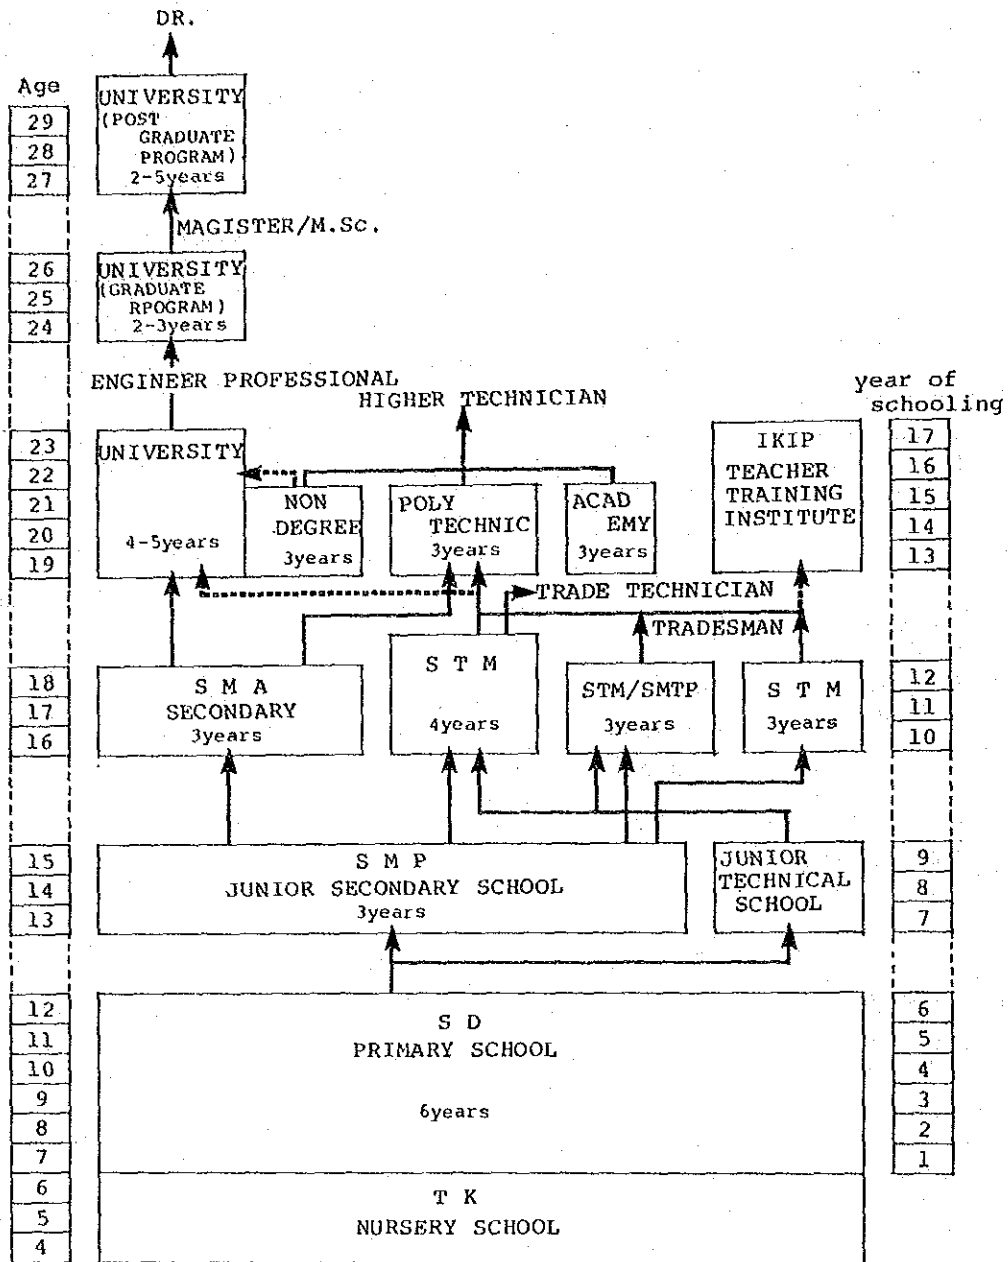 DR.
Age
UNIVERSITY
(POST
GRADUATE
PROGRAM)
2-5years
29
28
27
MAGISTER/M.Sc.
26
25
24
UNIVERSITY
(GRADUATE
RPOGRAM)
2-3years
ENGINEER PROFESSIONAL
HIGHER TECHNICIAN
year of
schooling
23
22
21
20
19
UNIVERSITY
4-5years
NON
DEGREE
3years
POLY
TECHNIC
3years
ACAD
EMY
3years
IKIP
TEACHER
TRAINING
INSTITUTE
17
16
15
14
13
TRADE TECHNICIAN
TRADESMAN
18
17
16
S M A
SECONDARY
3years
S T M
4years
STM/SMTP
3years
S T M
3years
12
11
10
15
14
13
S M P
JUNIOR SECONDARY SCHOOL
3years
JUNIOR
TECHNICAL
SCHOOL
9
8
7
12
11
10
9
8
7
S D
PRIMARY SCHOOL
6years
6
5
4
3
2
1
6
5
4
T K
NURSERY SCHOOL